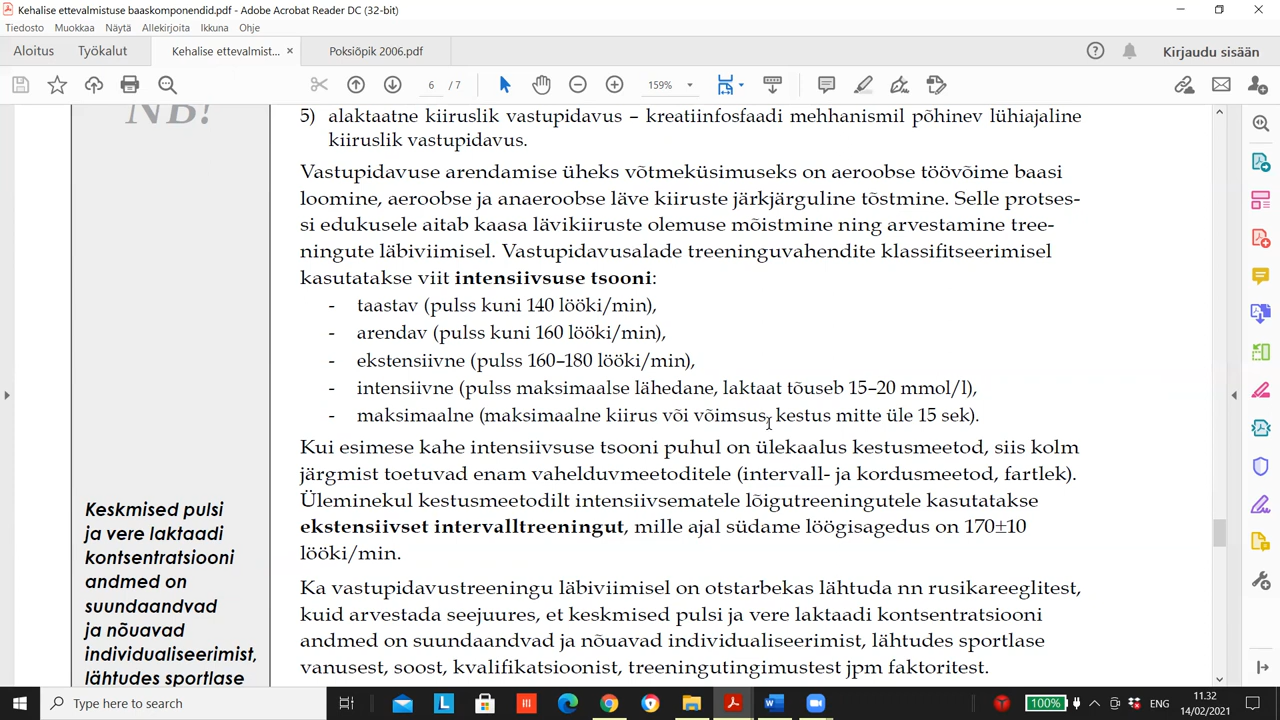 Kehalise ettevalmistuse baaskomponendid.pdf - Adobe Acrobat Reader DC (32-bit)
Tiedosto Muokkaa Näytä Allekirjoita Ikkuna Ohje
Aloitus Työkalut Kehalise ettevalmist... × Poksiõpik 2006.pdf Kirjaudu sisään
6 / 7 159%
NB!
5) alaktaatne kiiruslik vastupidavus – kreatiinfosfaadi mehhanismil põhinev lühiajaline
kiiruslik vastupidavus.
Vastupidavuse arendamise üheks võtmeküsimuseks on aeroobse töövõime baasi
loomine, aeroobse ja anaeroobse läve kiiruste järkjärguline tõstmine. Selle protses-
si edukusele aitab kaasa lävikiiruste olemuse mõistmine ning arvestamine tree-
ningute läbiviimisel. Vastupidavusalade treeninguvahendite klassifitseerimisel
kasutatakse viit intensiivsuse tsooni:
- taastav (pulss kuni 140 lööki/min),
- arendav (pulss kuni 160 lööki/min),
- ekstensiivne (pulss 160–180 lööki/min),
- intensiivne (pulss maksimaalse lähedane, laktaat tõuseb 15–20 mmol/l),
- maksimaalne (maksimaalne kiirus või võimsus, kestus mitte üle 15 sek).
Kui esimese kahe intensiivsuse tsooni puhul on ülekaalus kestusmeetod, siis kolm
järgmist toetuvad enam vahelduvmeetoditele (intervall- ja kordusmeetod, fartlek).
Üleminekul kestusmeetodilt intensiivsematele lõigutreeningutele kasutatakse
ekstensiivset intervalltreeningut, mille ajal südame löögisagedus on 170±10
lööki/min.
Ka vastupidavustreeningu läbiviimisel on otstarbekas lähtuda nn rusikareeglitest,
kuid arvestada seejuures, et keskmised pulsi ja vere laktaadi kontsentratsiooni
andmed on suundaandvad ja nõuavad individualiseerimist, lähtudes sportlase
vanusest, soost, kvalifikatsioonist, treeningutingimustest jpm faktoritest.
Keskmised pulsi
ja vere laktaadi
kontsentratsiooni
andmed on
suundaandvad
ja nõuavad
individualiseerimist,
lähtudes sportlase
Type here to search
100% ENG 11.32
14/02/2021